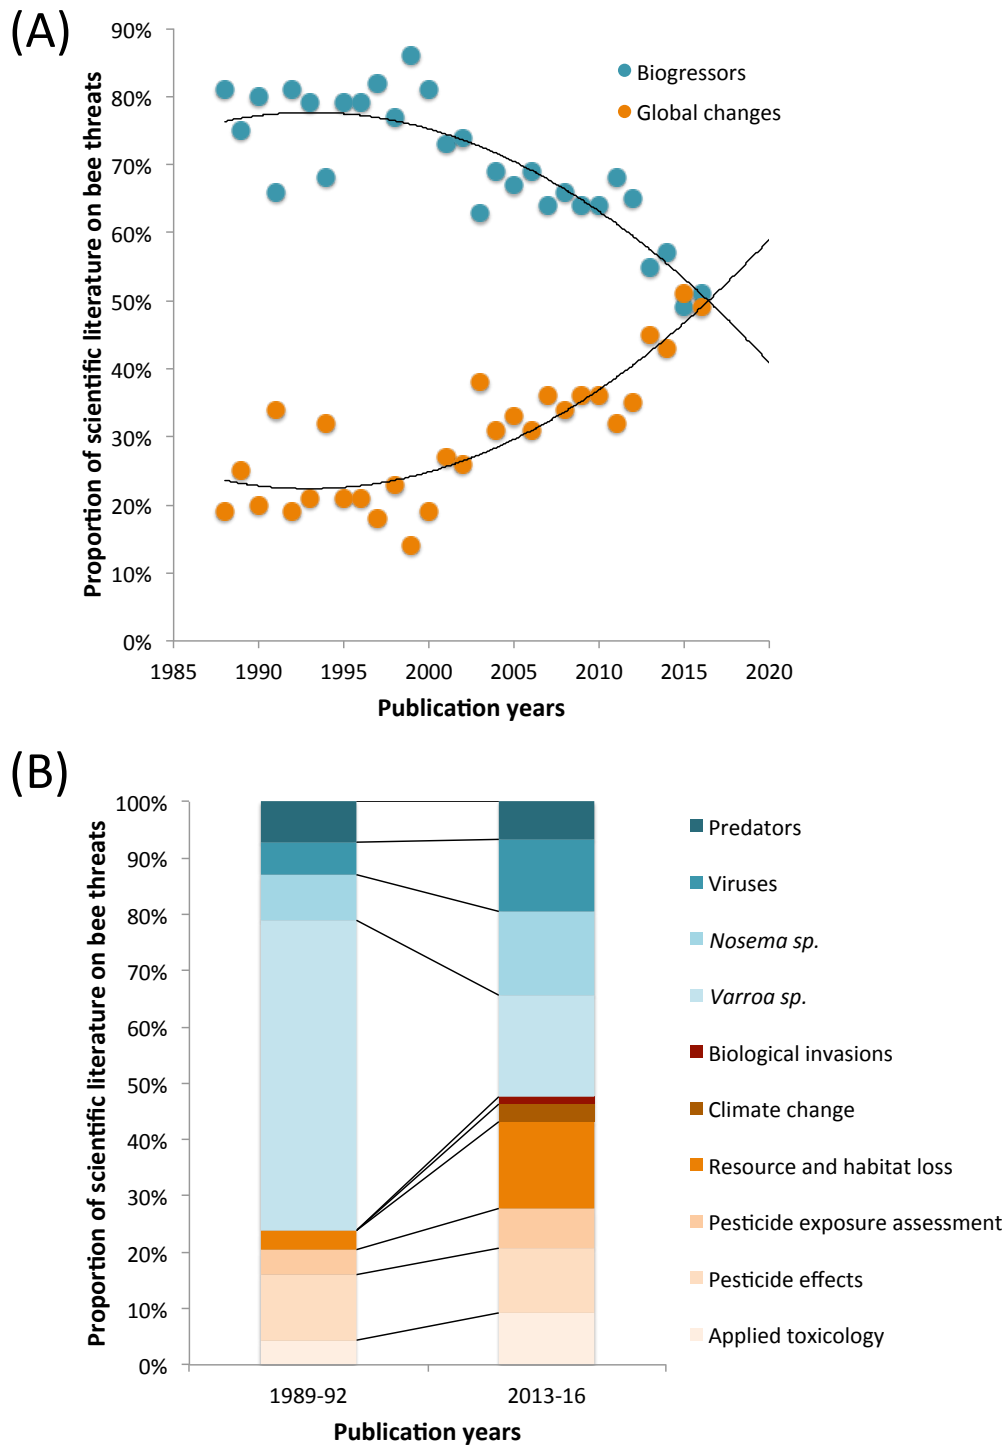 (A)
Proportion of scientific literature on bee threats
90%
80%
70%
60%
50%
40%
30%
20%
10%
0%
Biogressors
Global changes
1985 1990 1995 2000 2005 2010 2015 2020
Publication years
(B)
Proportion of scientific literature on bee threats
100%
90%
80%
70%
60%
50%
40%
30%
20%
10%
0%
Predators
Viruses
Nosema sp.
Varroa sp.
Biological invasions
Climate change
Resource and habitat loss
Pesticide exposure assessment
Pesticide effects
Applied toxicology
1989-92 2013-16
Publication years